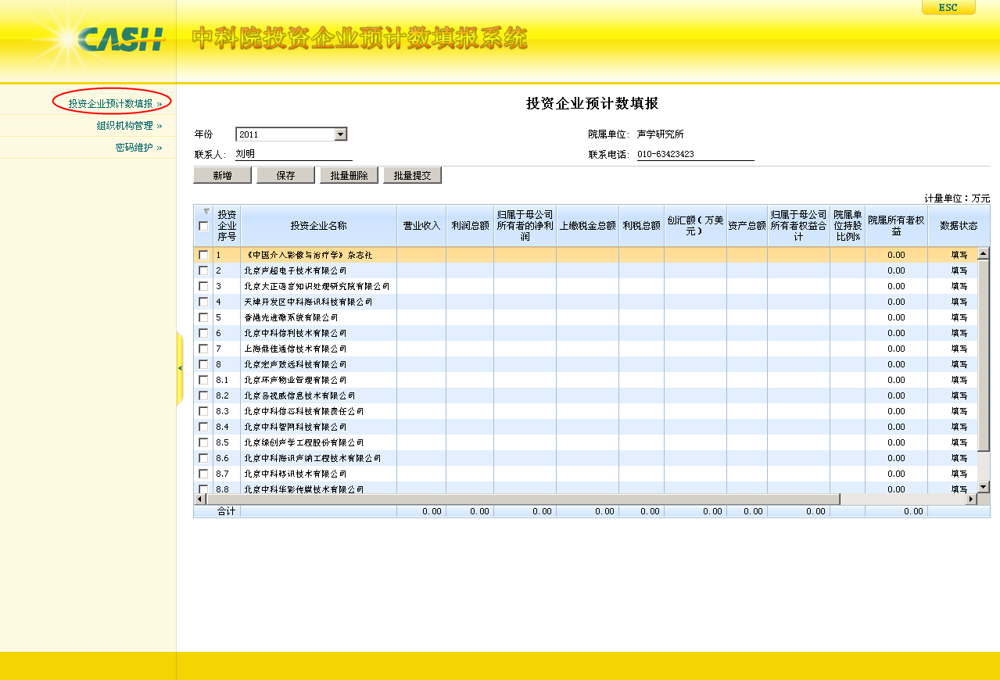 ESC
CASH
中科院投资企业预计数填报系统
投资企业预计数填报 »
组织机构管理 »
密码维护 »
投资企业预计数填报
年份 2011 院属单位: 声学研究所
联系人: 刘明 联系电话: 010-63423423
新增 保存 批量删除 批量提交
计量单位:万元
投资企业序号 投资企业名称 营业收入 利润总额 归属于母公司所有者的净利润 上缴税金总额 利税总额 创汇额(万美元) 资产总额 归属于母公司所有者权益合计 院属单位持股比例% 院属所有者权益 数据状态
1 《中国介入影像与治疗学》杂志社 0.00 填写
2 北京声超电子技术有限公司 0.00 填写
3 北京大正语言知识处理研究院有限公司 0.00 填写
4 天津开发区中科海讯科技有限公司 0.00 填写
5 香港先进微系统有限公司 0.00 填写
6 北京中科信利技术有限公司 0.00 填写
7 上海鼎佳通信技术有限公司 0.00 填写
8 北京宏声致远科技有限公司 0.00 填写
8.1 北京环声物业管理有限公司 0.00 填写
8.2 北京易视威信息技术有限公司 0.00 填写
8.3 北京中科信芯科技有限责任公司 0.00 填写
8.4 北京中科智网科技有限公司 0.00 填写
8.5 北京绿创声学工程股份有限公司 0.00 填写
8.6 北京中科海讯声纳工程技术有限公司 0.00 填写
8.7 北京中科移讯技术有限公司 0.00 填写
8.8 北京中科华彩传媒技术有限公司 0.00 填写
合计 0.00 0.00 0.00 0.00 0.00 0.00 0.00 0.00 0.00